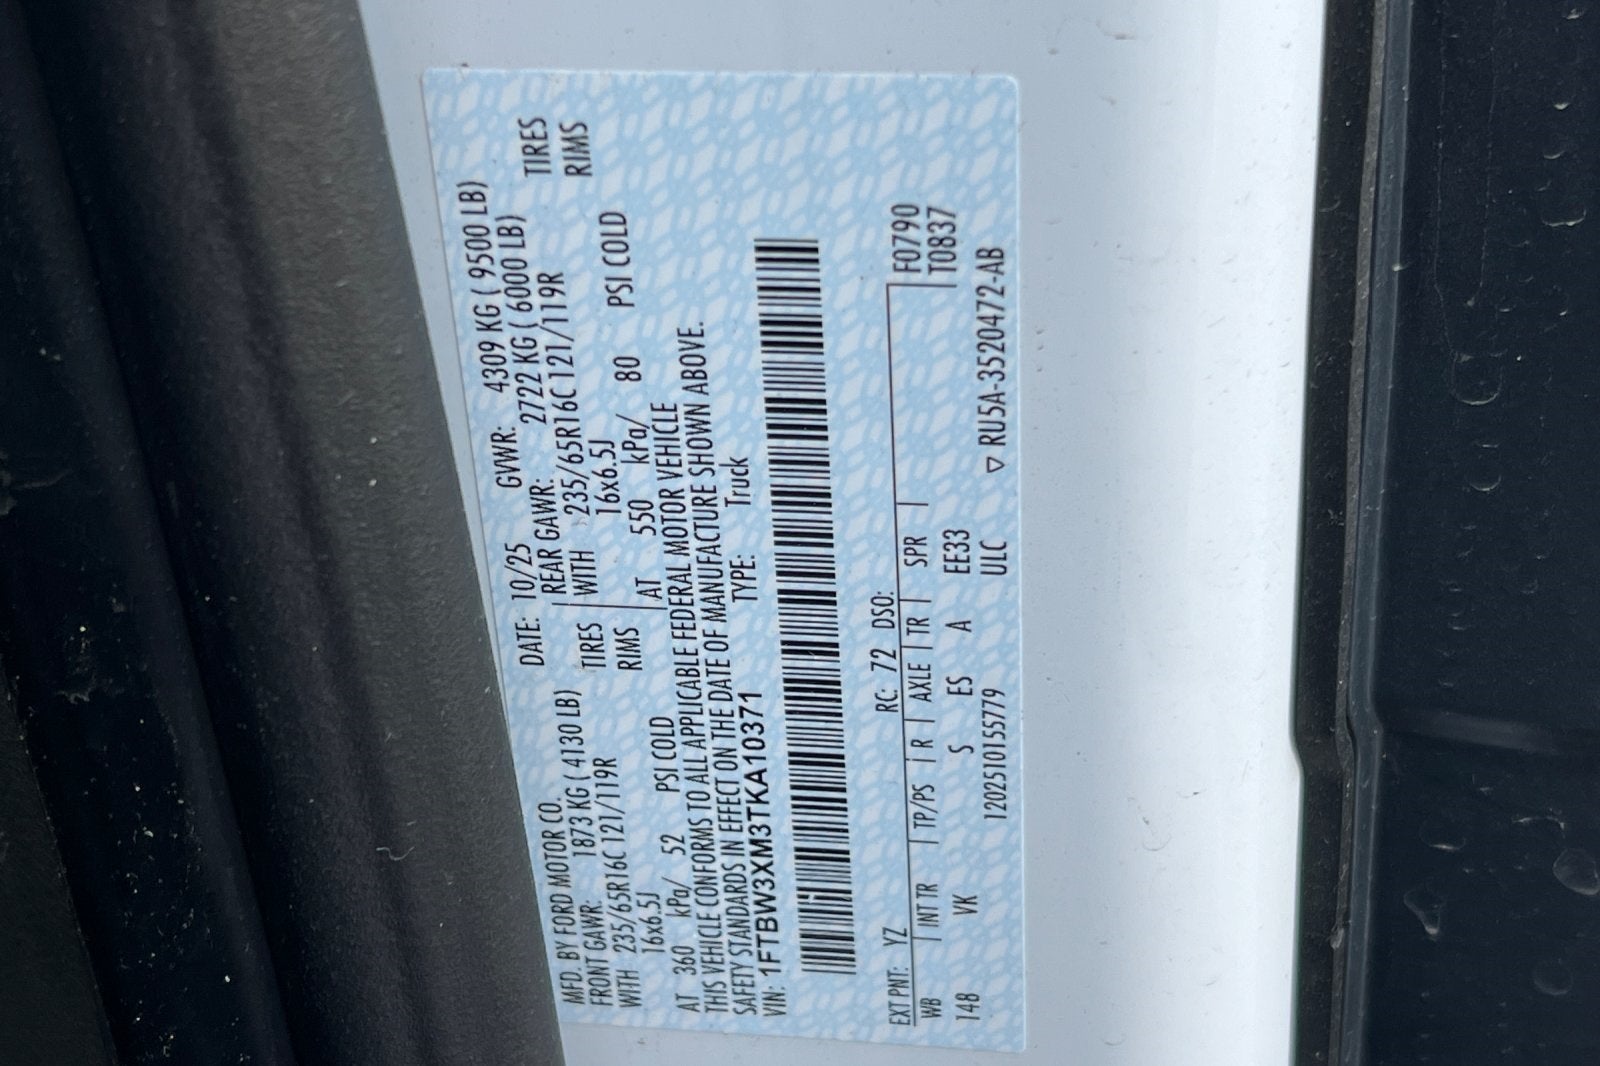 MFD. BY FORD MOTOR CO.
DATE: 10/25 GVWR: 4309 KG ( 9500 LB)
FRONT GAWR: 1873 KG ( 4130 LB) REAR GAWR: 2722 KG ( 6000 LB)
WITH 235/65R16C 121/119R TIRES WITH 235/65R16C 121/119R TIRES
16x6.5J RIMS 16x6.5J RIMS
AT 360 kPa/ 52 PSI COLD AT 550 kPa/ 80 PSI COLD
THIS VEHICLE CONFORMS TO ALL APPLICABLE FEDERAL MOTOR VEHICLE
SAFETY STANDARDS IN EFFECT ON THE DATE OF MANUFACTURE SHOWN ABOVE.
VIN: 1FTBW3XM3TKA10371 TYPE: Truck
EXT PNT: YZ RC: 72 DSO:
F0790
WB INT TR TP/PS R AXLE TR SPR T0837
148 VK S ES A EE33
120251015779 ULC ▽ RU5A-3520472-AB